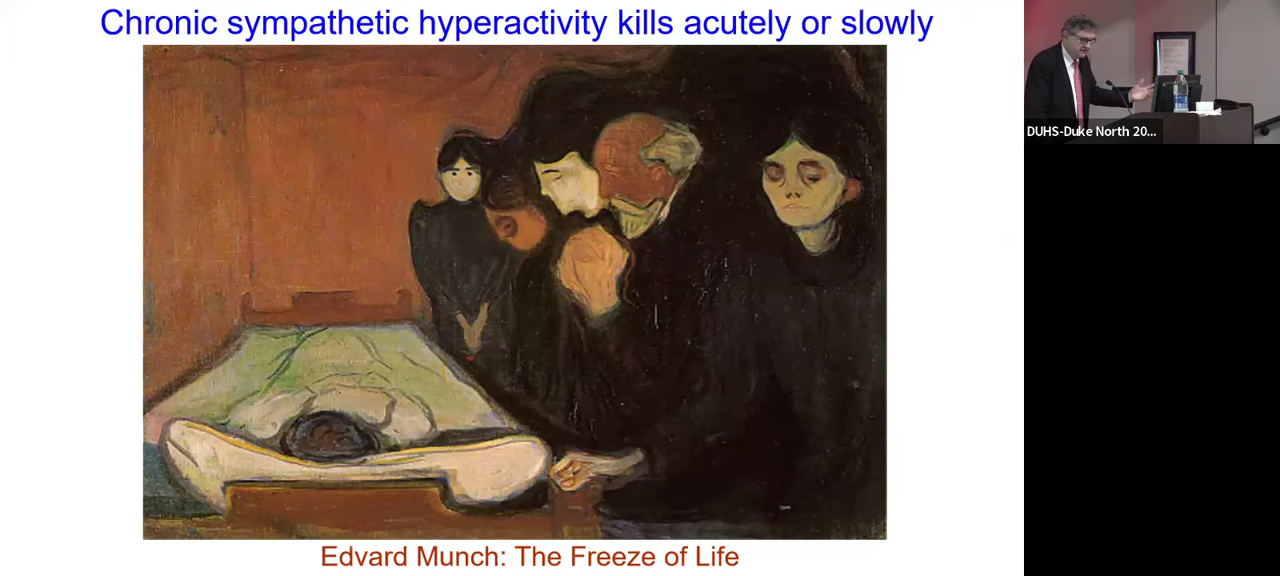 Chronic sympathetic hyperactivity kills acutely or slowly
DUHS-Duke North 20...
Edvard Munch: The Freeze of Life